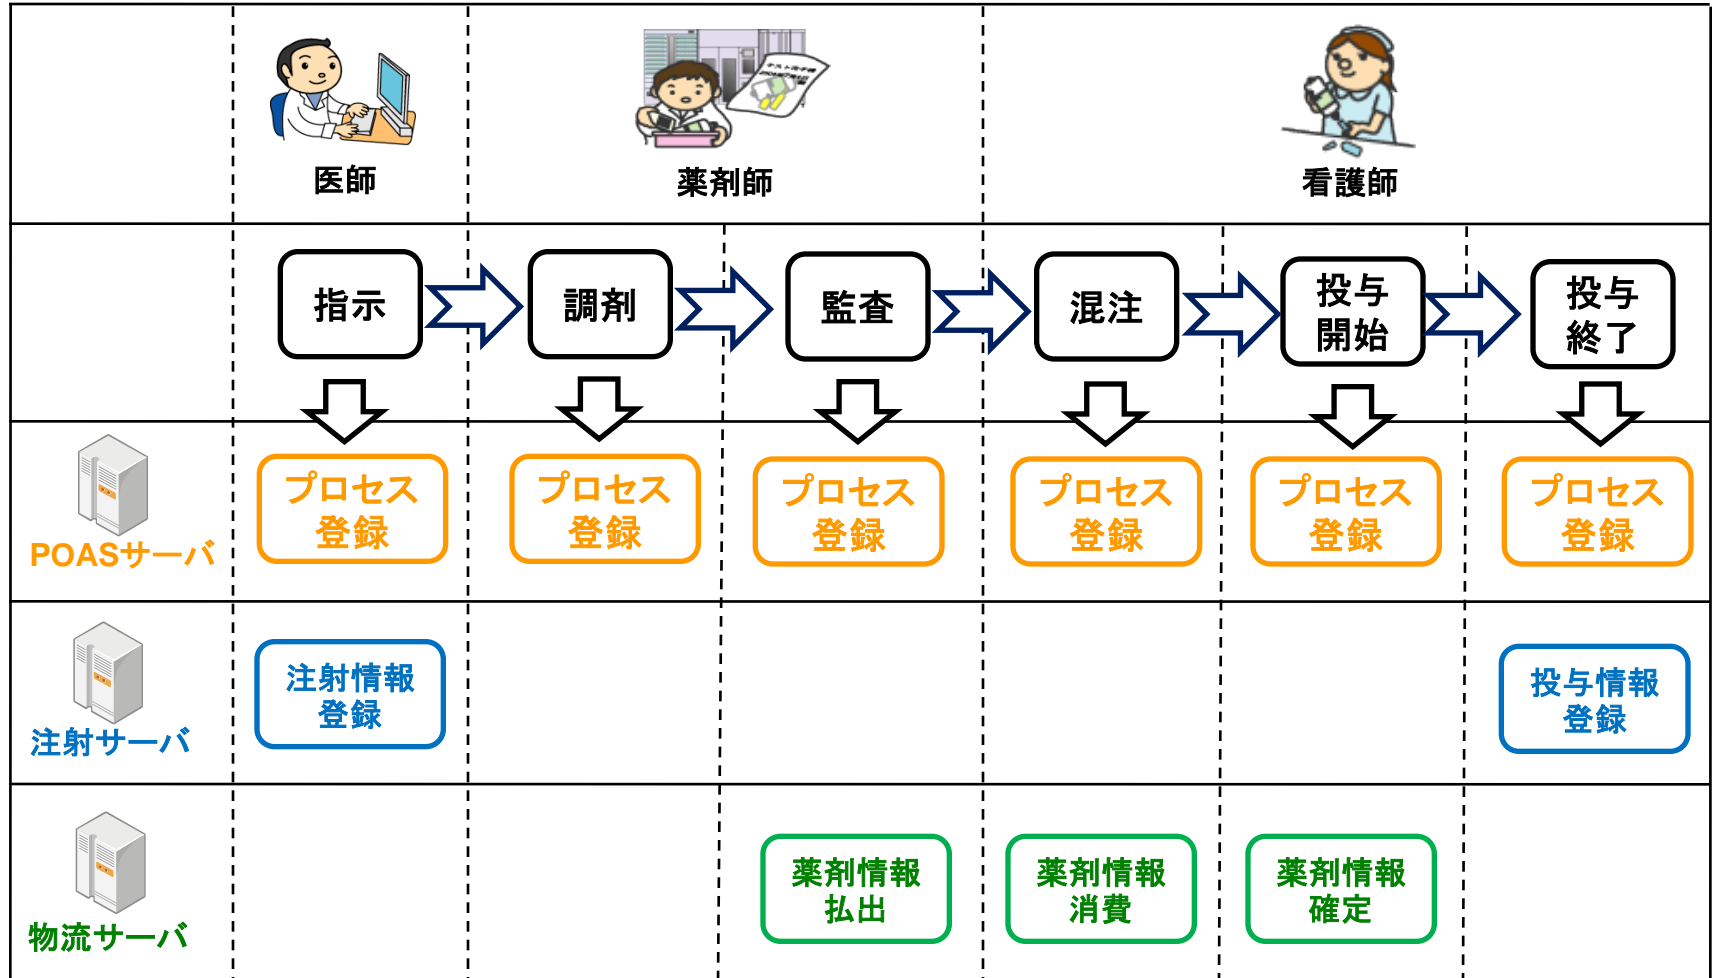 医師
薬剤師
看護師
指示
調剤
監査
混注
投与
開始
投与
終了
POASサーバ
プロセス
登録
プロセス
登録
プロセス
登録
プロセス
登録
プロセス
登録
プロセス
登録
注射サーバ
注射情報
登録
投与情報
登録
物流サーバ
薬剤情報
払出
薬剤情報
消費
薬剤情報
確定